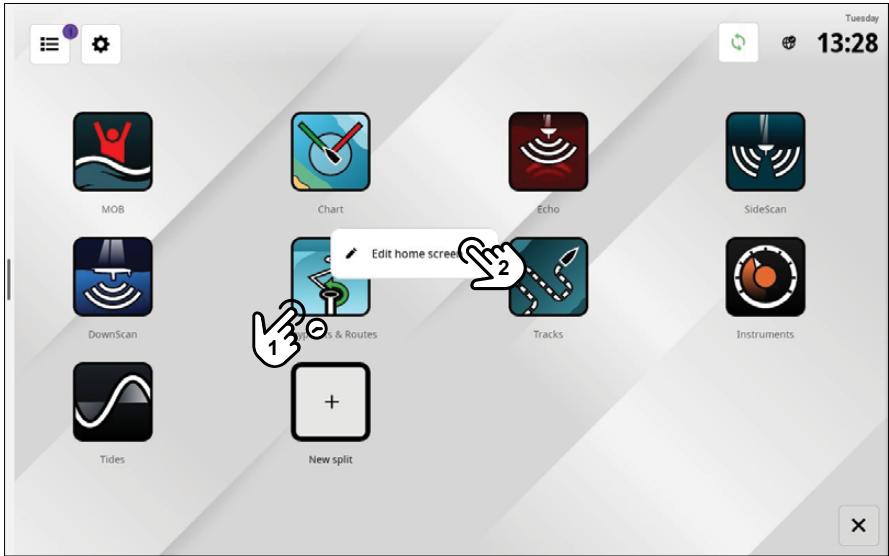 1
Tuesday
13:28
MOB
Chart
Echo
SideScan
Edit home screen
2
1
DownScan
& Routes
Tracks
Instruments
Tides
New split